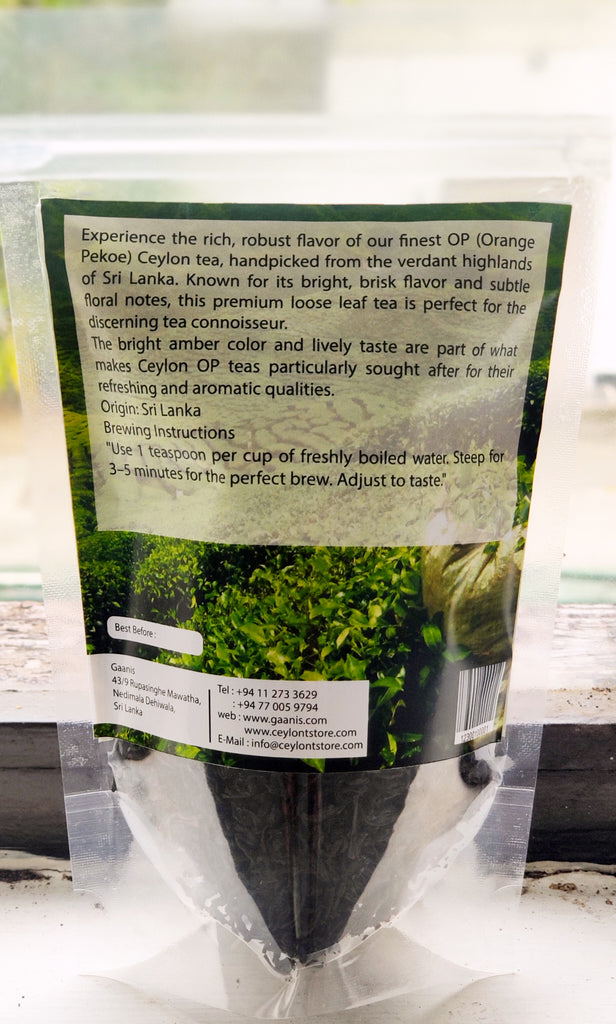 Experience the rich, robust flavor of our finest OP (Orange
Pekoe) Ceylon tea, handpicked from the verdant highlands
of Sri Lanka. Known for its bright, brisk flavor and subtle
floral notes, this premium loose leaf tea is perfect for the
discerning tea connoisseur.
The bright amber color and lively taste are part of what
makes Ceylon OP teas particularly sought after for their
refreshing and aromatic qualities.
Origin: Sri Lanka
Brewing Instructions
"Use 1 teaspoon per cup of freshly boiled water. Steep for
3–5 minutes for the perfect brew. Adjust to taste."
Best Before :
Gaanis
43/9 Rupasinghe Mawatha,
Nedimala Dehiwala,
Sri Lanka
Tel : +94 11 273 3629
: +94 77 005 9794
web : www.gaanis.com
www.ceylontstore.com
E-Mail : info@ceylontstore.com